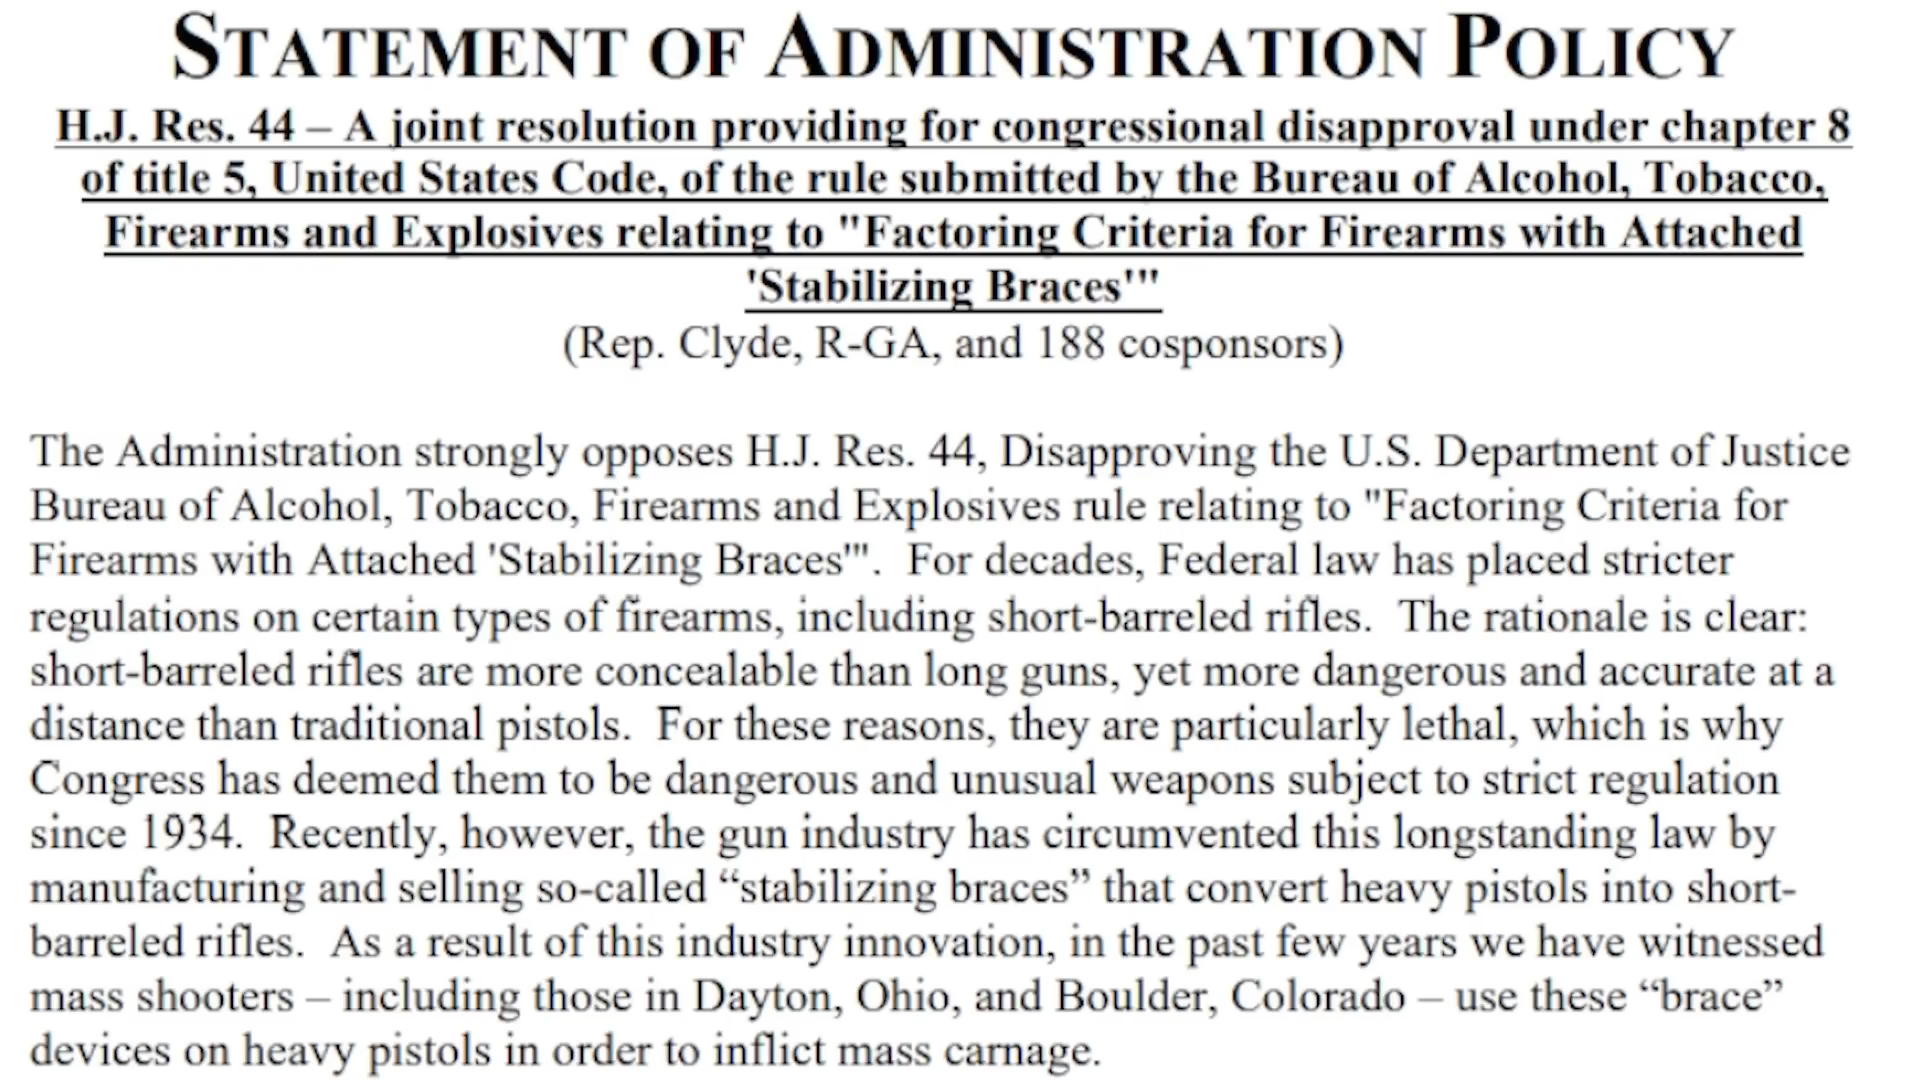 STATEMENT OF ADMINISTRATION POLICY
H.J. Res. 44 – A joint resolution providing for congressional disapproval under chapter 8
of title 5, United States Code, of the rule submitted by the Bureau of Alcohol, Tobacco,
Firearms and Explosives relating to "Factoring Criteria for Firearms with Attached
'Stabilizing Braces'"
(Rep. Clyde, R-GA, and 188 cosponsors)
The Administration strongly opposes H.J. Res. 44, Disapproving the U.S. Department of Justice
Bureau of Alcohol, Tobacco, Firearms and Explosives rule relating to "Factoring Criteria for
Firearms with Attached 'Stabilizing Braces'".  For decades, Federal law has placed stricter
regulations on certain types of firearms, including short-barreled rifles.  The rationale is clear:
short-barreled rifles are more concealable than long guns, yet more dangerous and accurate at a
distance than traditional pistols.  For these reasons, they are particularly lethal, which is why
Congress has deemed them to be dangerous and unusual weapons subject to strict regulation
since 1934.  Recently, however, the gun industry has circumvented this longstanding law by
manufacturing and selling so-called “stabilizing braces” that convert heavy pistols into short-
barreled rifles.  As a result of this industry innovation, in the past few years we have witnessed
mass shooters – including those in Dayton, Ohio, and Boulder, Colorado – use these “brace”
devices on heavy pistols in order to inflict mass carnage.